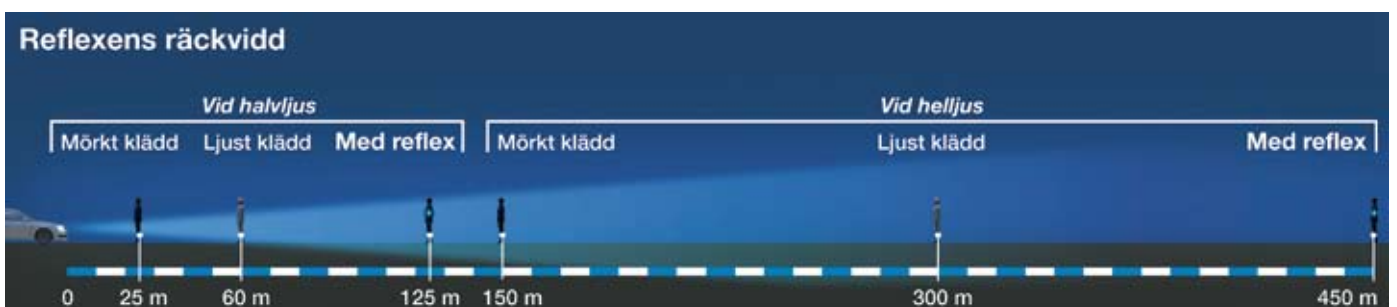 Reflexens räckvidd
Vid halvljus Vid helljus
Mörkt klädd Ljust klädd Med reflex Mörkt klädd Ljust klädd Med reflex
0 25 m 60 m 125 m 150 m 300 m 450 m